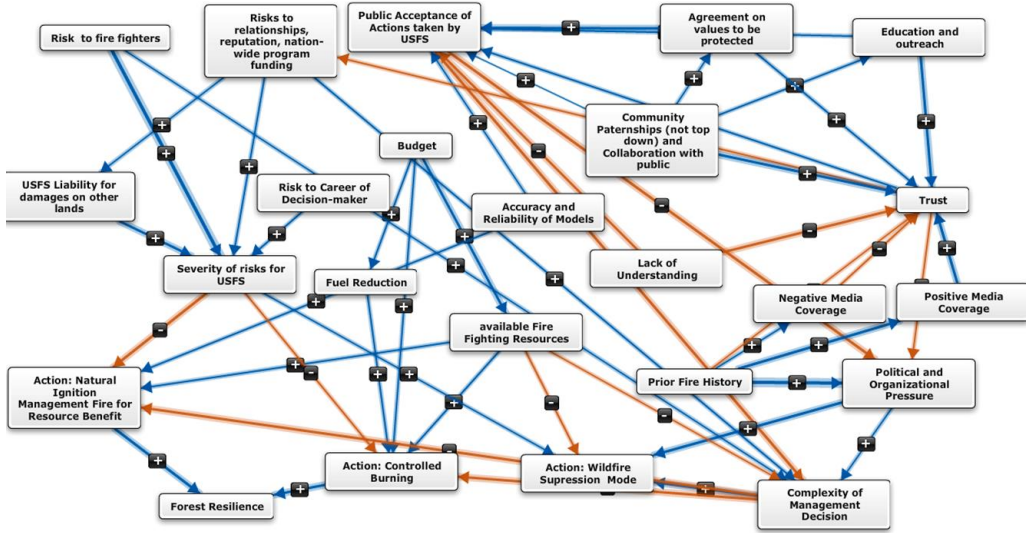 Risk to fire fighters
Risks to
relationships,
reputation, nation-
wide program
funding
Public Acceptance of
Actions taken by
USFS
Agreement on
values to be
protected
Education and
outreach
Community
Paternships (not top
down) and
Collaboration with
public
Budget
USFS Liability for
damages on other
lands
Risk to Career of
Decision-maker
Accuracy and
Reliability of Models
Trust
Severity of risks for
USFS
Fuel Reduction
Lack of
Understanding
Negative Media
Coverage
Positive Media
Coverage
available Fire
Fighting Resources
Action: Natural
Ignition
Management Fire for
Resource Benefit
Prior Fire History
Political and
Organizational
Pressure
Action: Controlled
Burning
Action: Wildfire
Supression Mode
Complexity of
Management
Decision
Forest Resilience